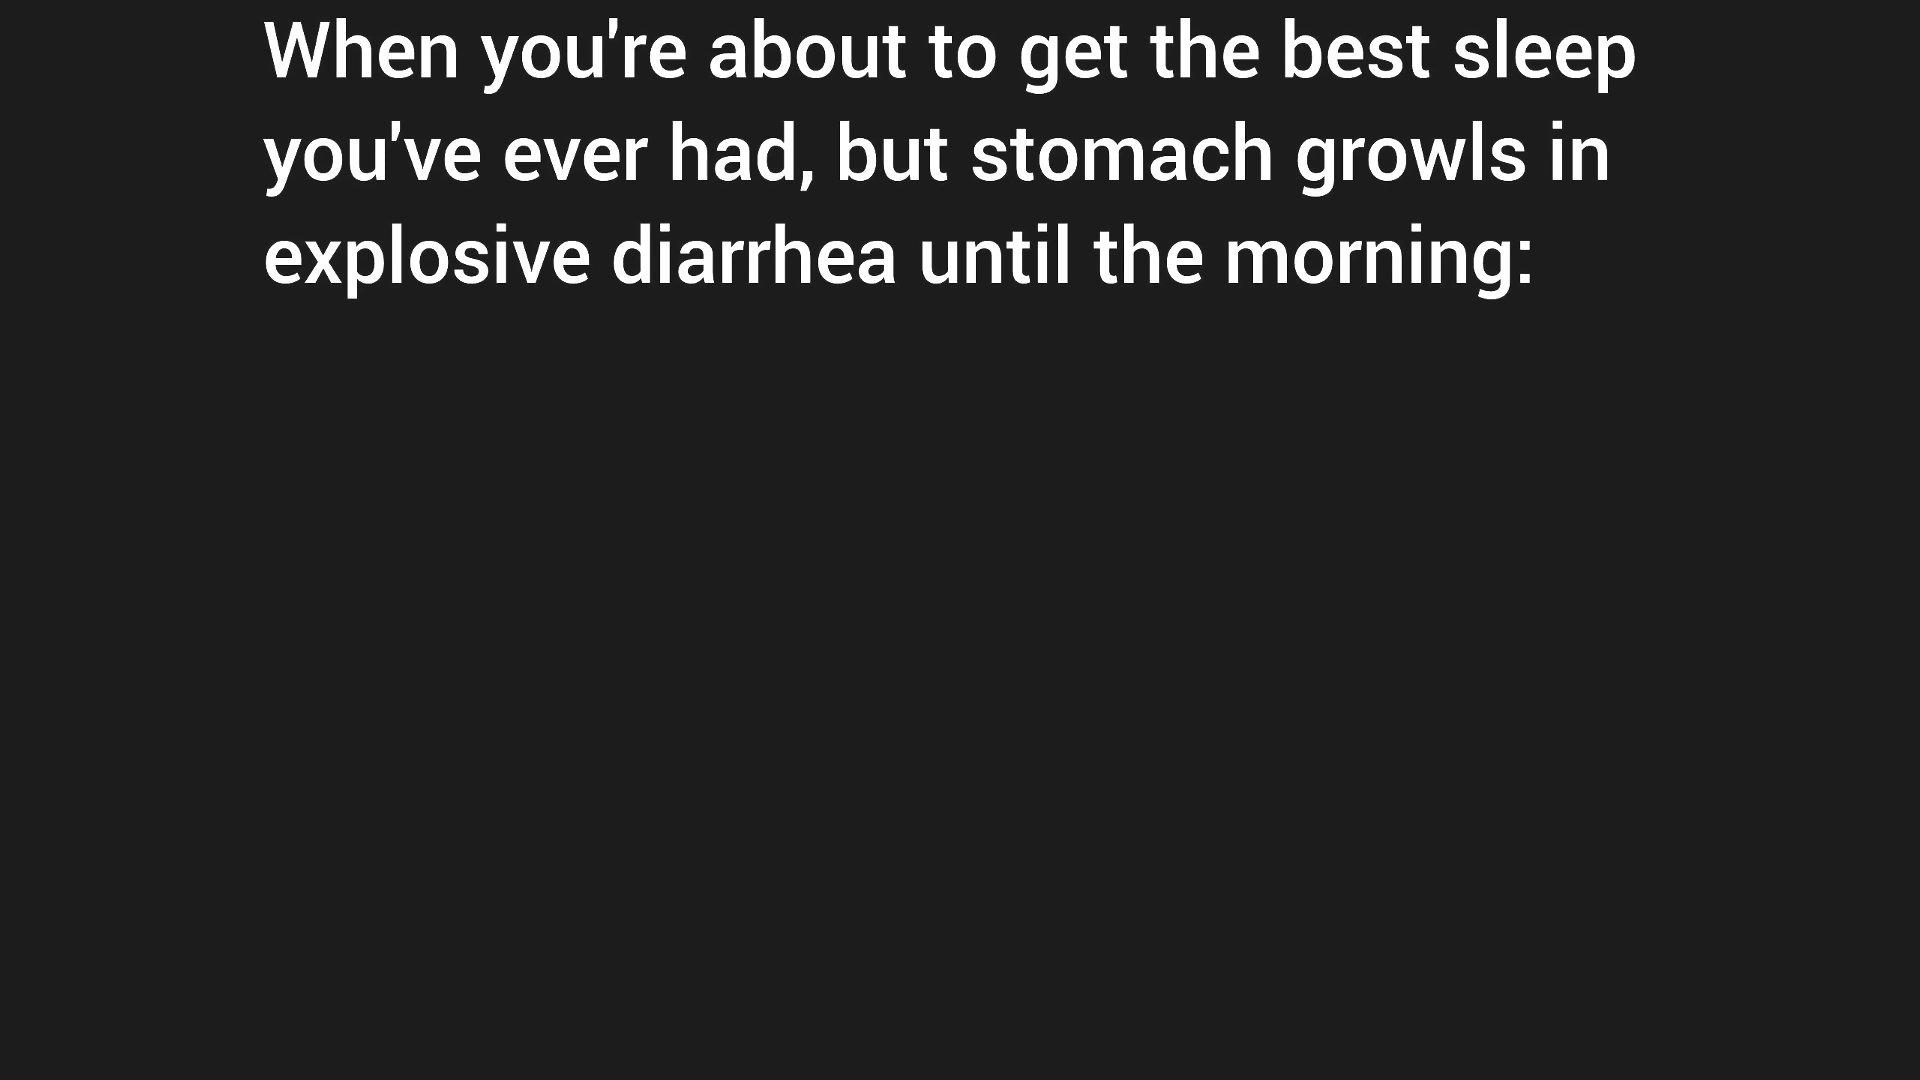 When you're about to get the best sleep
you've ever had, but stomach growls in
explosive diarrhea until the morning: